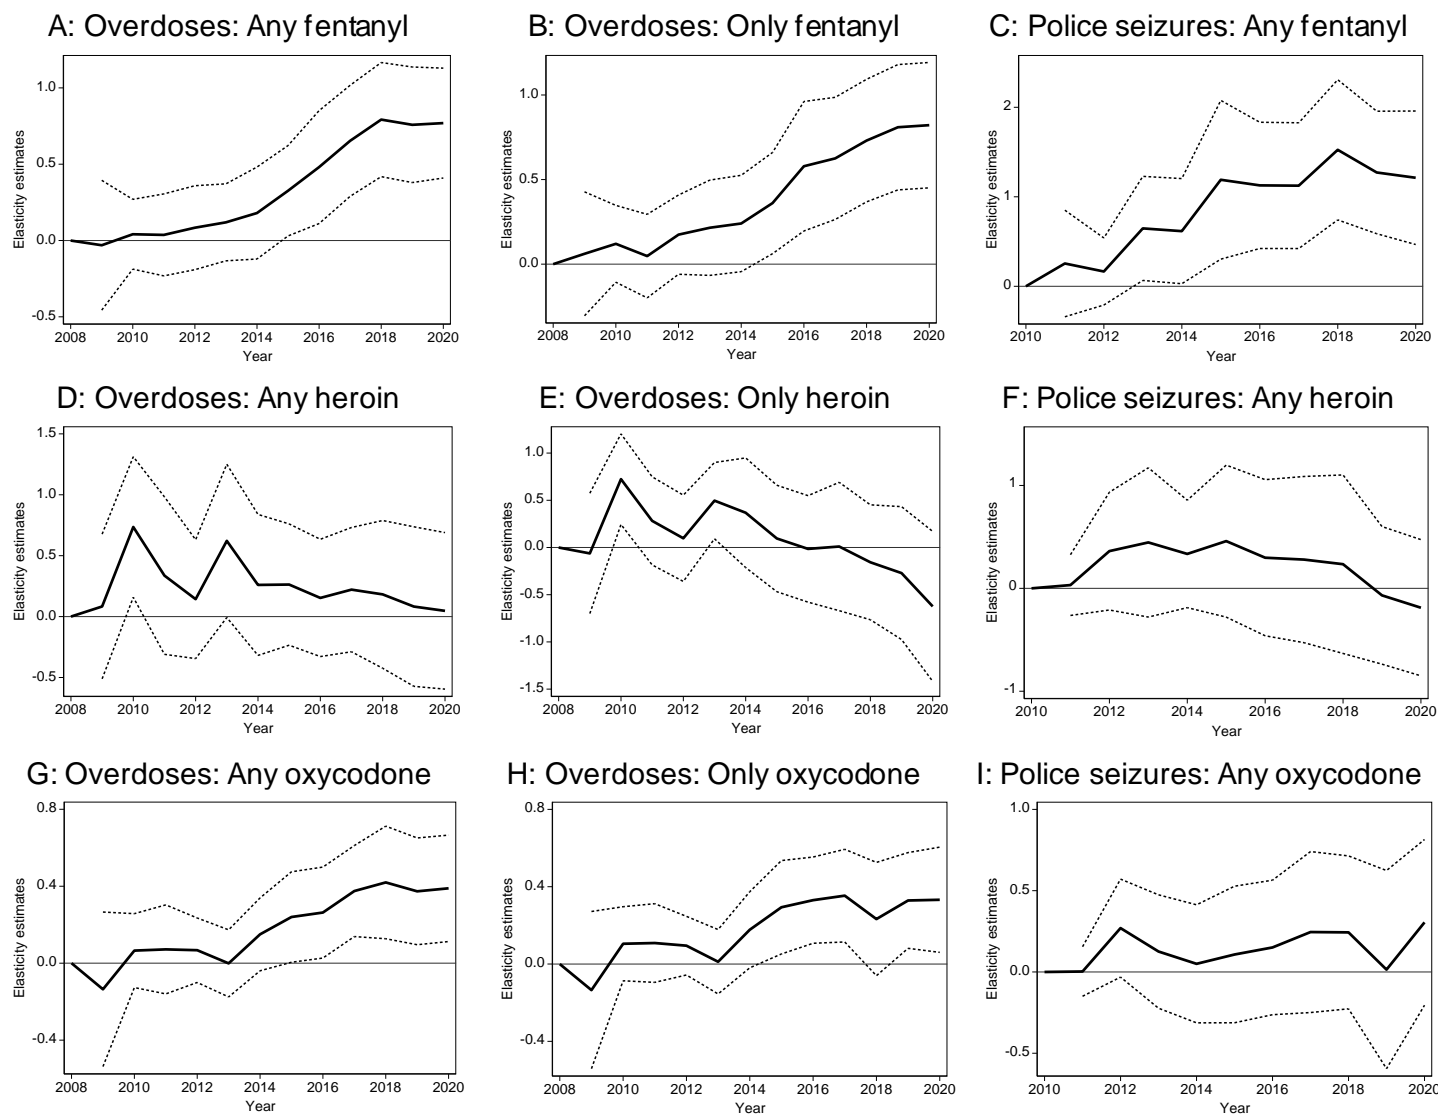 A: Overdoses: Any fentanyl
B: Overdoses: Only fentanyl
C: Police seizures: Any fentanyl
Elasticity estimates
1.0
0.5
0.0
-0.5
2008 2010 2012 2014 2016 2018 2020
Year
Elasticity estimates
1.0
0.5
0.0
2008 2010 2012 2014 2016 2018 2020
Year
Elasticity estimates
2
1
0
2010 2012 2014 2016 2018 2020
Year
D: Overdoses: Any heroin
E: Overdoses: Only heroin
F: Police seizures: Any heroin
Elasticity estimates
1.5
1.0
0.5
0.0
-0.5
2008 2010 2012 2014 2016 2018 2020
Year
Elasticity estimates
1.0
0.5
0.0
-0.5
-1.0
-1.5
2008 2010 2012 2014 2016 2018 2020
Year
Elasticity estimates
1
0
-1
2010 2012 2014 2016 2018 2020
Year
G: Overdoses: Any oxycodone
H: Overdoses: Only oxycodone
I: Police seizures: Any oxycodone
Elasticity estimates
0.8
0.4
0.0
-0.4
2008 2010 2012 2014 2016 2018 2020
Year
Elasticity estimates
0.8
0.4
0.0
-0.4
2008 2010 2012 2014 2016 2018 2020
Year
Elasticity estimates
1.0
0.5
0.0
-0.5
2010 2012 2014 2016 2018 2020
Year